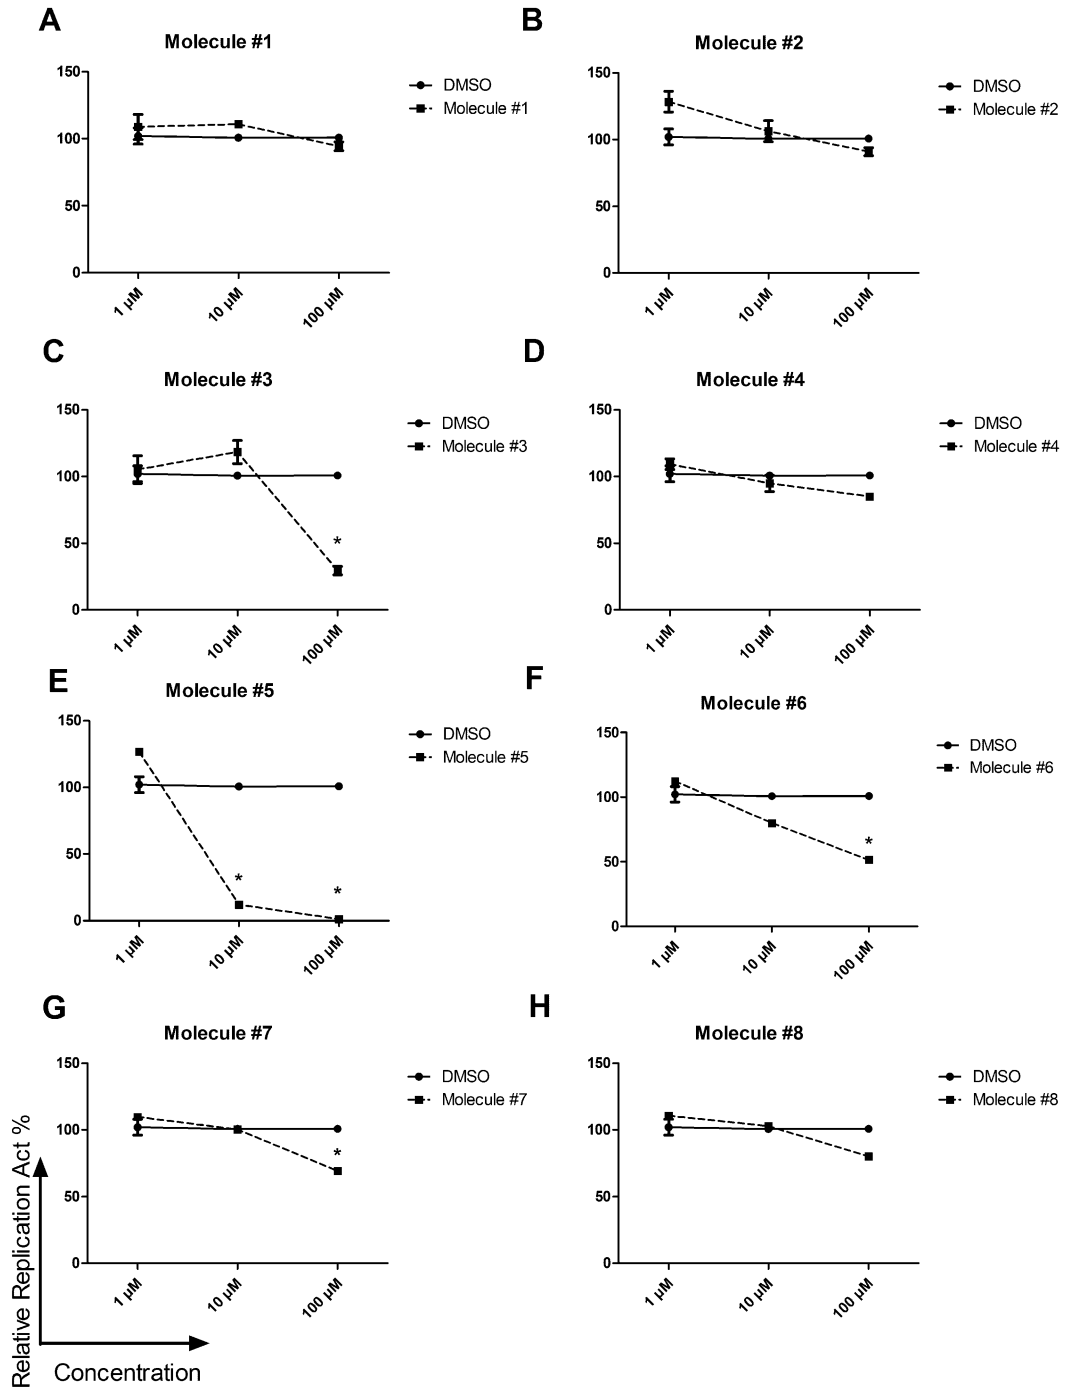 A
Molecule #1
150
100
50
0
1 µM
10 µM
100 µM
DMSO
Molecule #1
B
Molecule #2
150
100
50
0
1 µM
10 µM
100 µM
DMSO
Molecule #2
C
Molecule #3
150
100
50
0
*
1 µM
10 µM
100 µM
DMSO
Molecule #3
D
Molecule #4
150
100
50
0
1 µM
10 µM
100 µM
DMSO
Molecule #4
E
Molecule #5
150
100
50
0
*
*
1 µM
10 µM
100 µM
DMSO
Molecule #5
F
Molecule #6
150
100
50
0
*
1 µM
10 µM
100 µM
DMSO
Molecule #6
G
Molecule #7
150
100
50
0
*
1 µM
10 µM
100 µM
DMSO
Molecule #7
H
Molecule #8
150
100
50
0
1 µM
10 µM
100 µM
DMSO
Molecule #8
Relative Replication Act %
Concentration